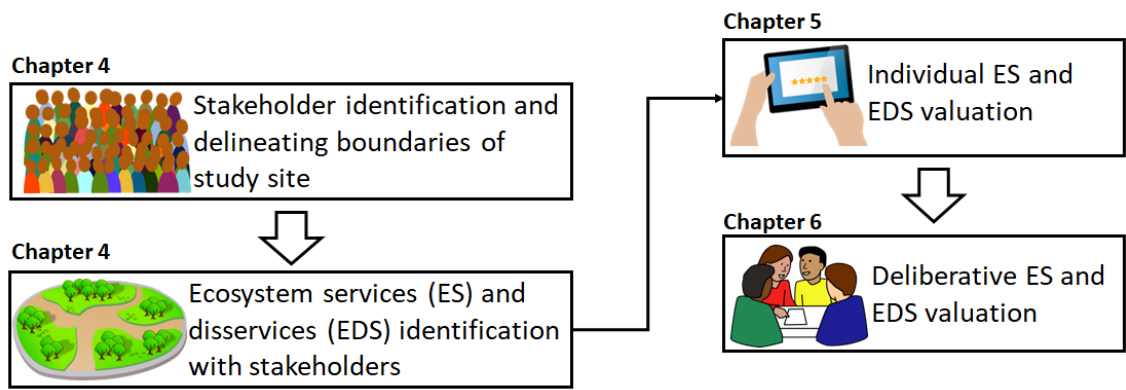 Chapter 4
Stakeholder identification and
delineating boundaries of
study site
Chapter 4
Ecosystem services (ES) and
disservices (EDS) identification
with stakeholders
Chapter 5
Individual ES and
EDS valuation
Chapter 6
Deliberative ES and
EDS valuation